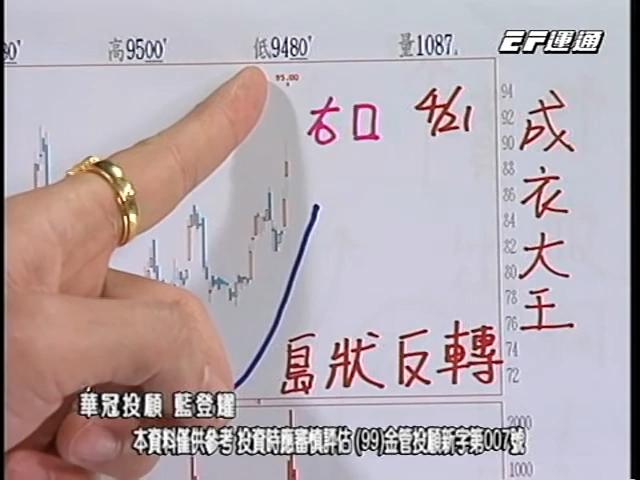 80'
高9500'
低9480'
量1087.
EF運通
95.00
右口
4/21
成衣大王
94
92
90
88
86
84
82
80
78
76
74
72
島狀反轉
華冠投顧 藍登耀
本資料僅供參考 投資時應審慎評估 (99)金管投顧新字第007號
2000
1000